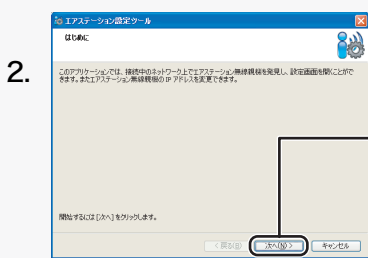 エアステーション設定ツール
はじめに
2.
このアプリケーションでは、接続中のネットワーク上でエアステーション無線親機を発見し、設定画面を開くことがで
きます。またエアステーション無線親機の IP アドレスを変更できます。
開始するには [次へ] をクリックします。
< 戻る(B) 次へ(N) > キャンセル